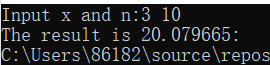 Input x and n:3 10
The result is 20.079665:
C:\Users\86182\source\repos